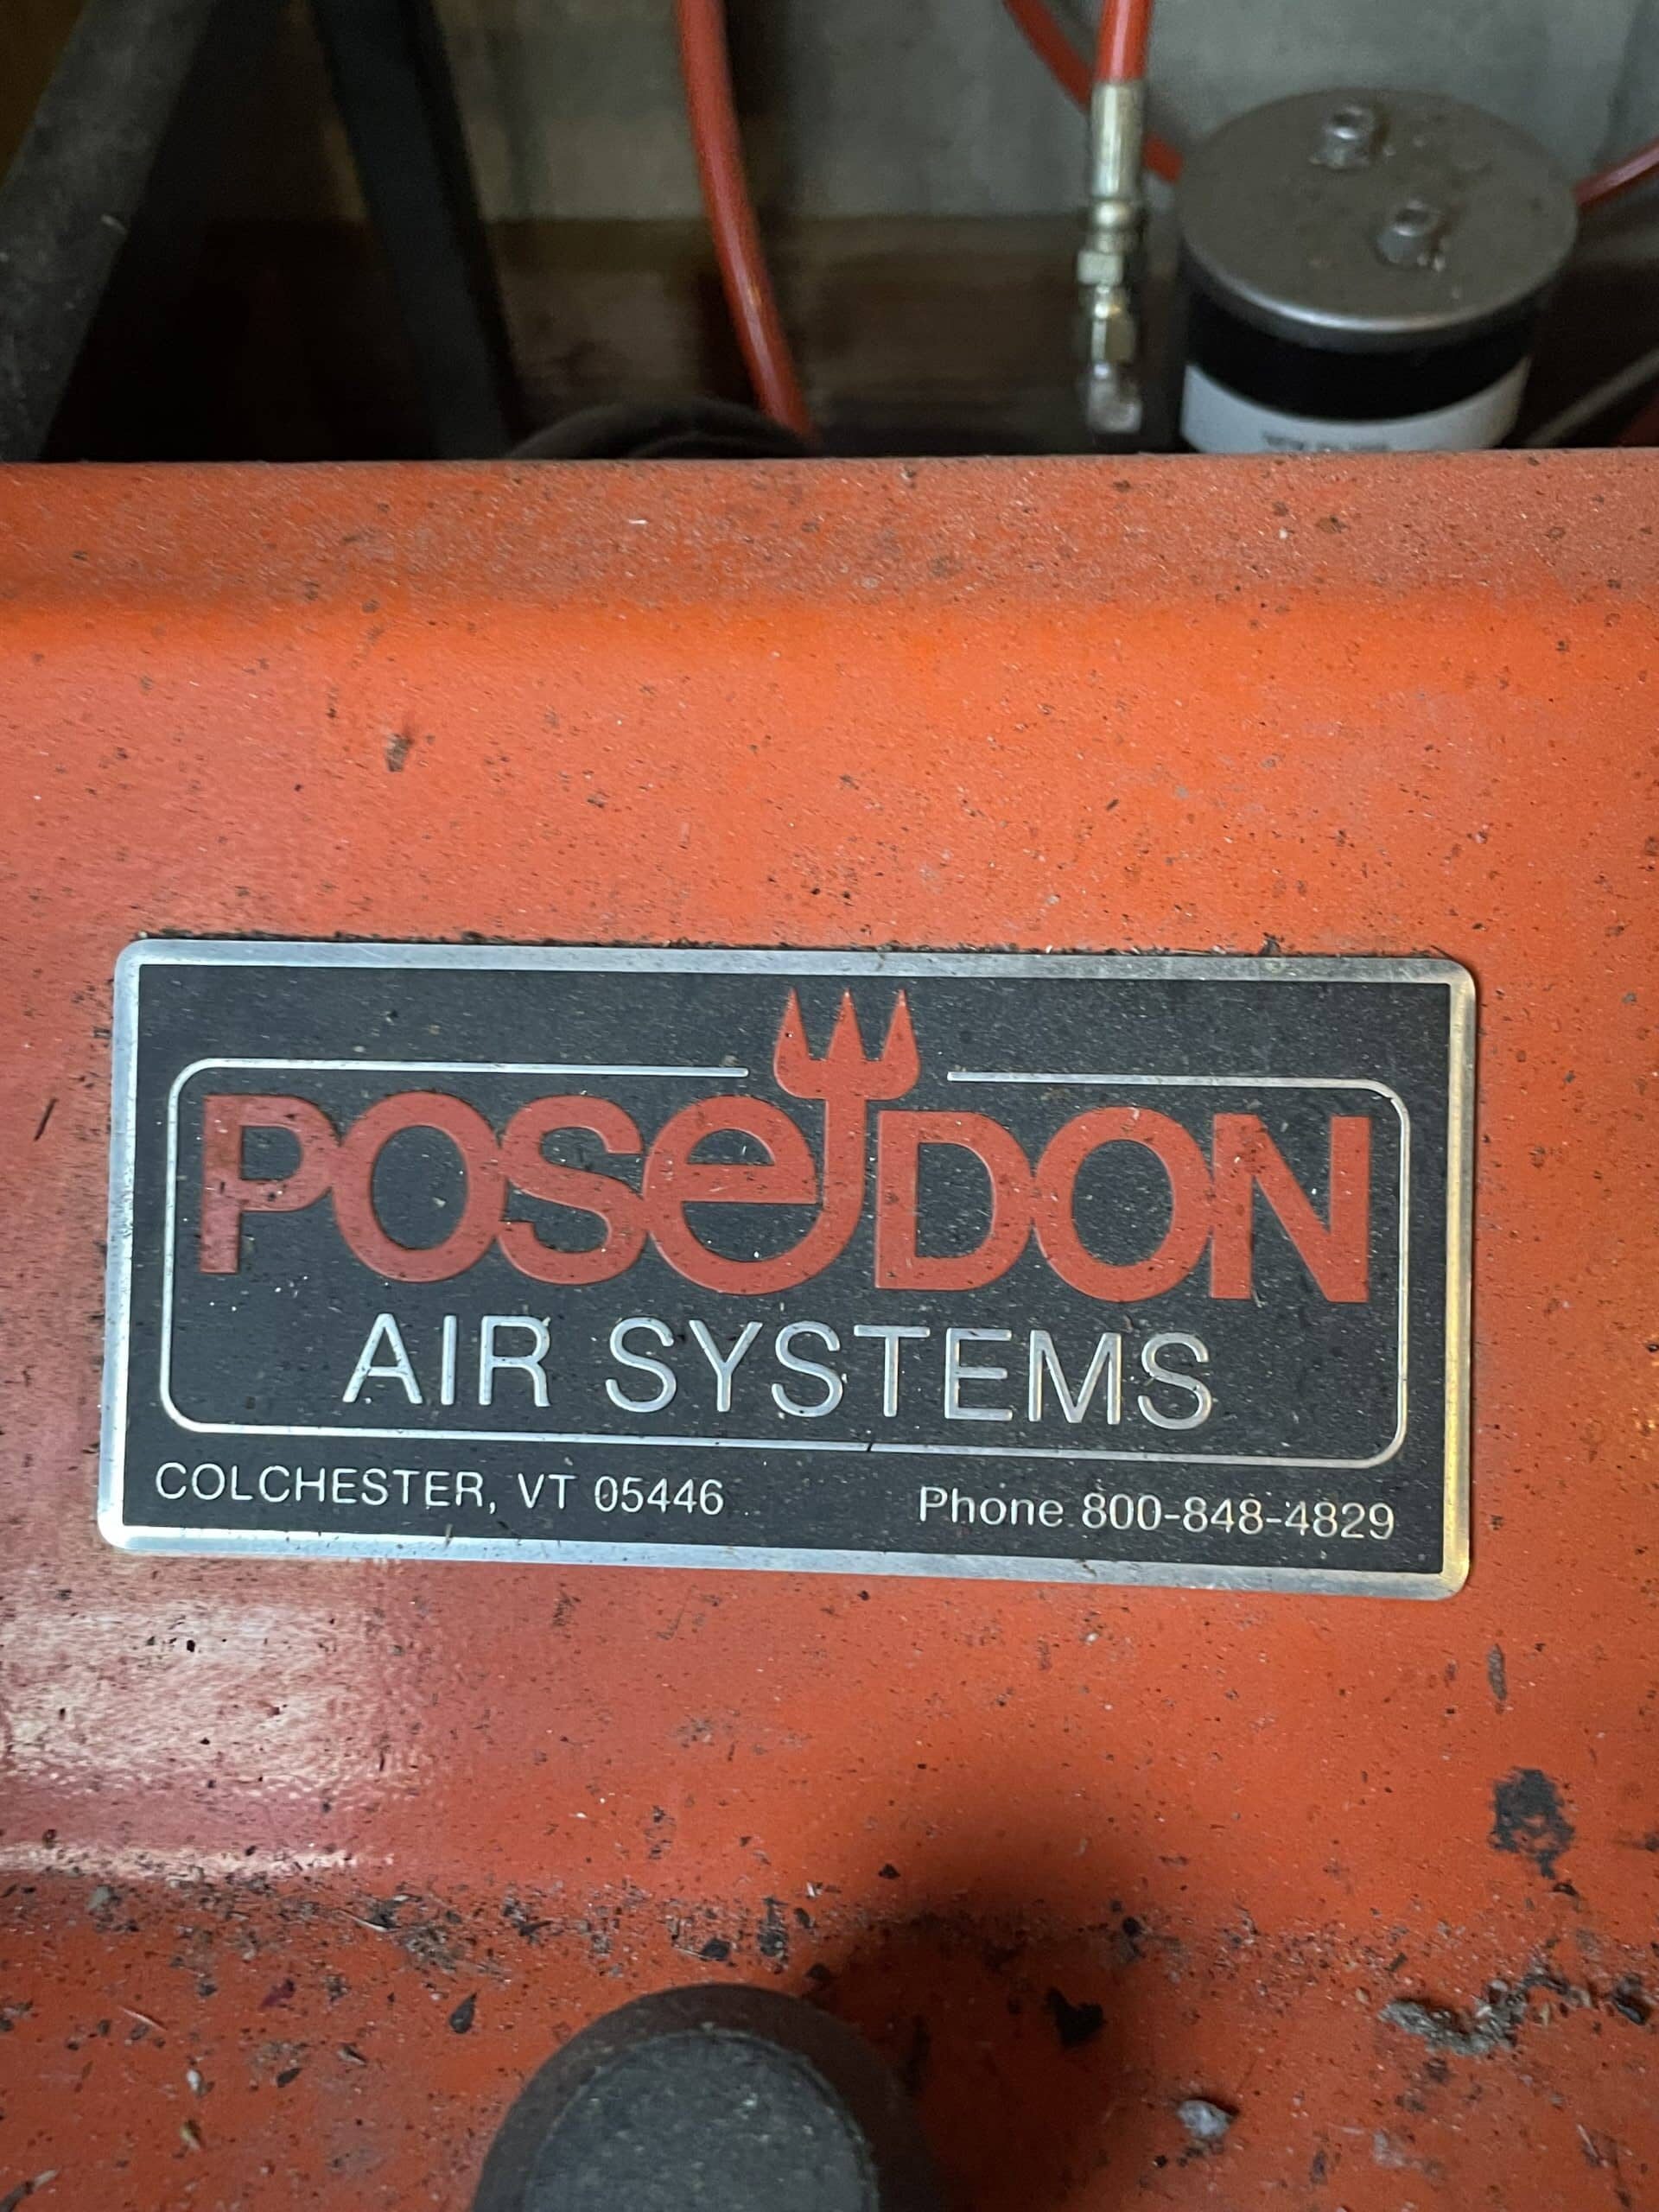 POSeIDON
AIR SYSTEMS
COLCHESTER, VT 05446
Phone 800-848-4829